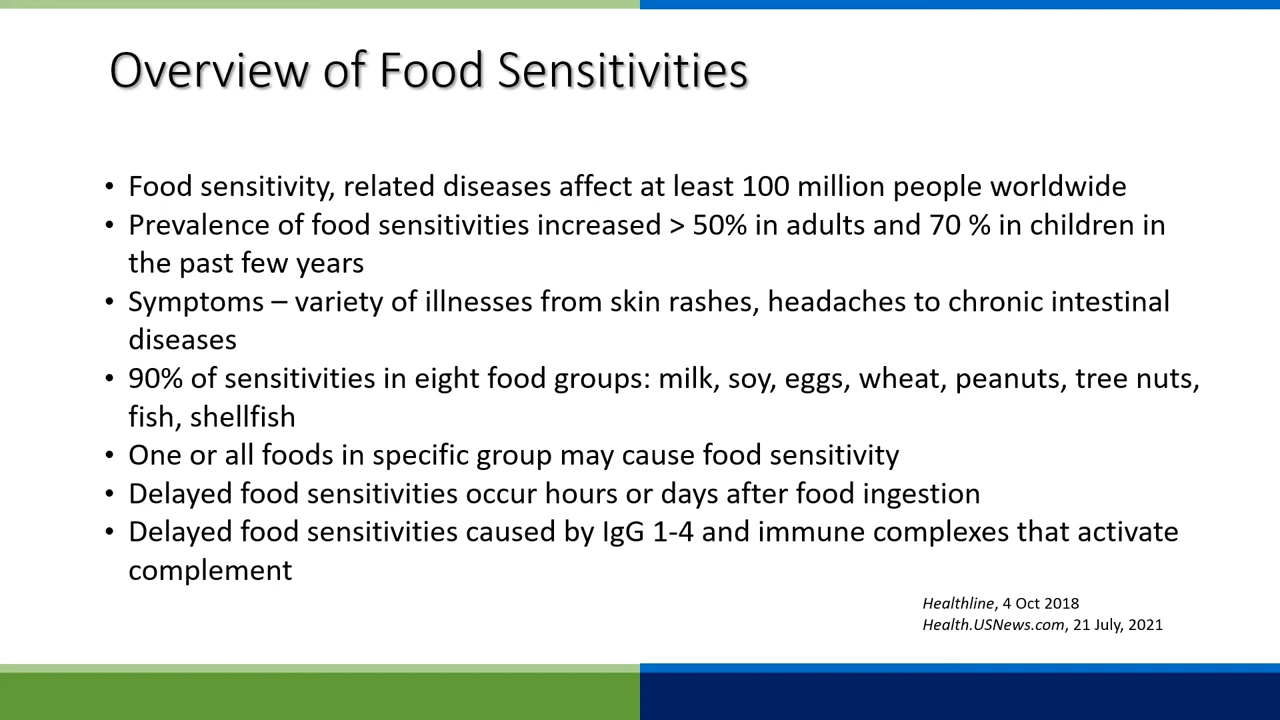 Overview of Food Sensitivities
• Food sensitivity, related diseases affect at least 100 million people worldwide
• Prevalence of food sensitivities increased > 50% in adults and 70 % in children in
the past few years
• Symptoms – variety of illnesses from skin rashes, headaches to chronic intestinal
diseases
• 90% of sensitivities in eight food groups: milk, soy, eggs, wheat, peanuts, tree nuts,
fish, shellfish
• One or all foods in specific group may cause food sensitivity
• Delayed food sensitivities occur hours or days after food ingestion
• Delayed food sensitivities caused by IgG 1-4 and immune complexes that activate
complement
Healthline, 4 Oct 2018
Health.USNews.com, 21 July, 2021